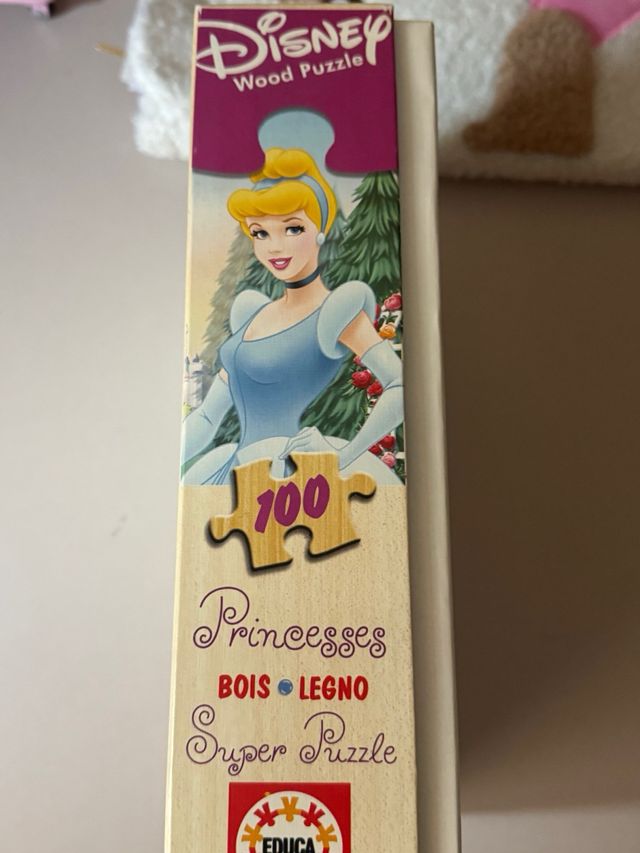 Disney
Wood Puzzle
100
Princesses
BOIS • LEGNO
Super Puzzle
EDUCA